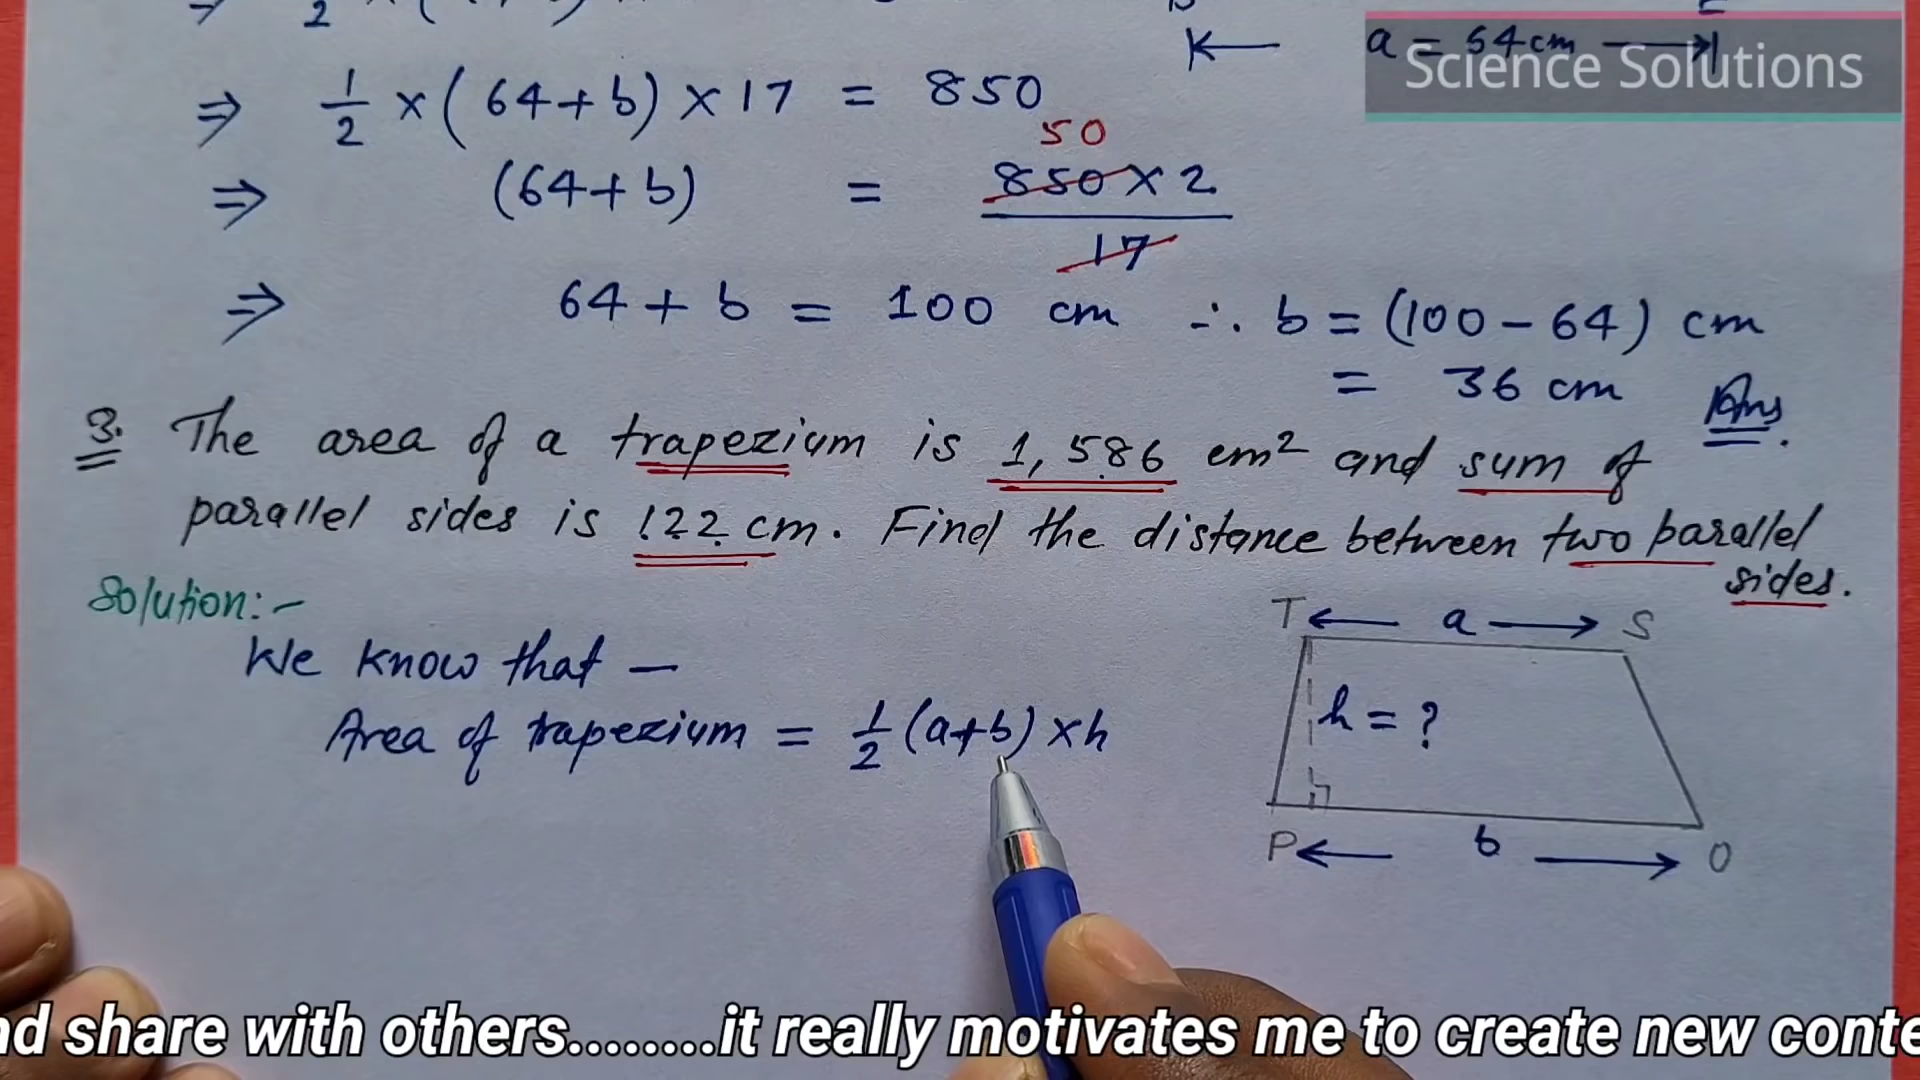 a = 64 cm
Science Solutions
⇒ 1/2 × (64 + b) × 17 = 850
50
⇒ (64 + b) = 850 × 2
17
⇒ 64 + b = 100 cm ∴ b = (100 - 64) cm
= 36 cm Ans.
3. The area of a trapezium is 1,586 cm² and sum of
parallel sides is 122 cm. Find the distance between two parallel
sides.
Solution:-
T ← a → S
We know that —
h = ?
Area of trapezium = 1/2 (a+b) × h
P ← b → O
nd share with others........it really motivates me to create new conte